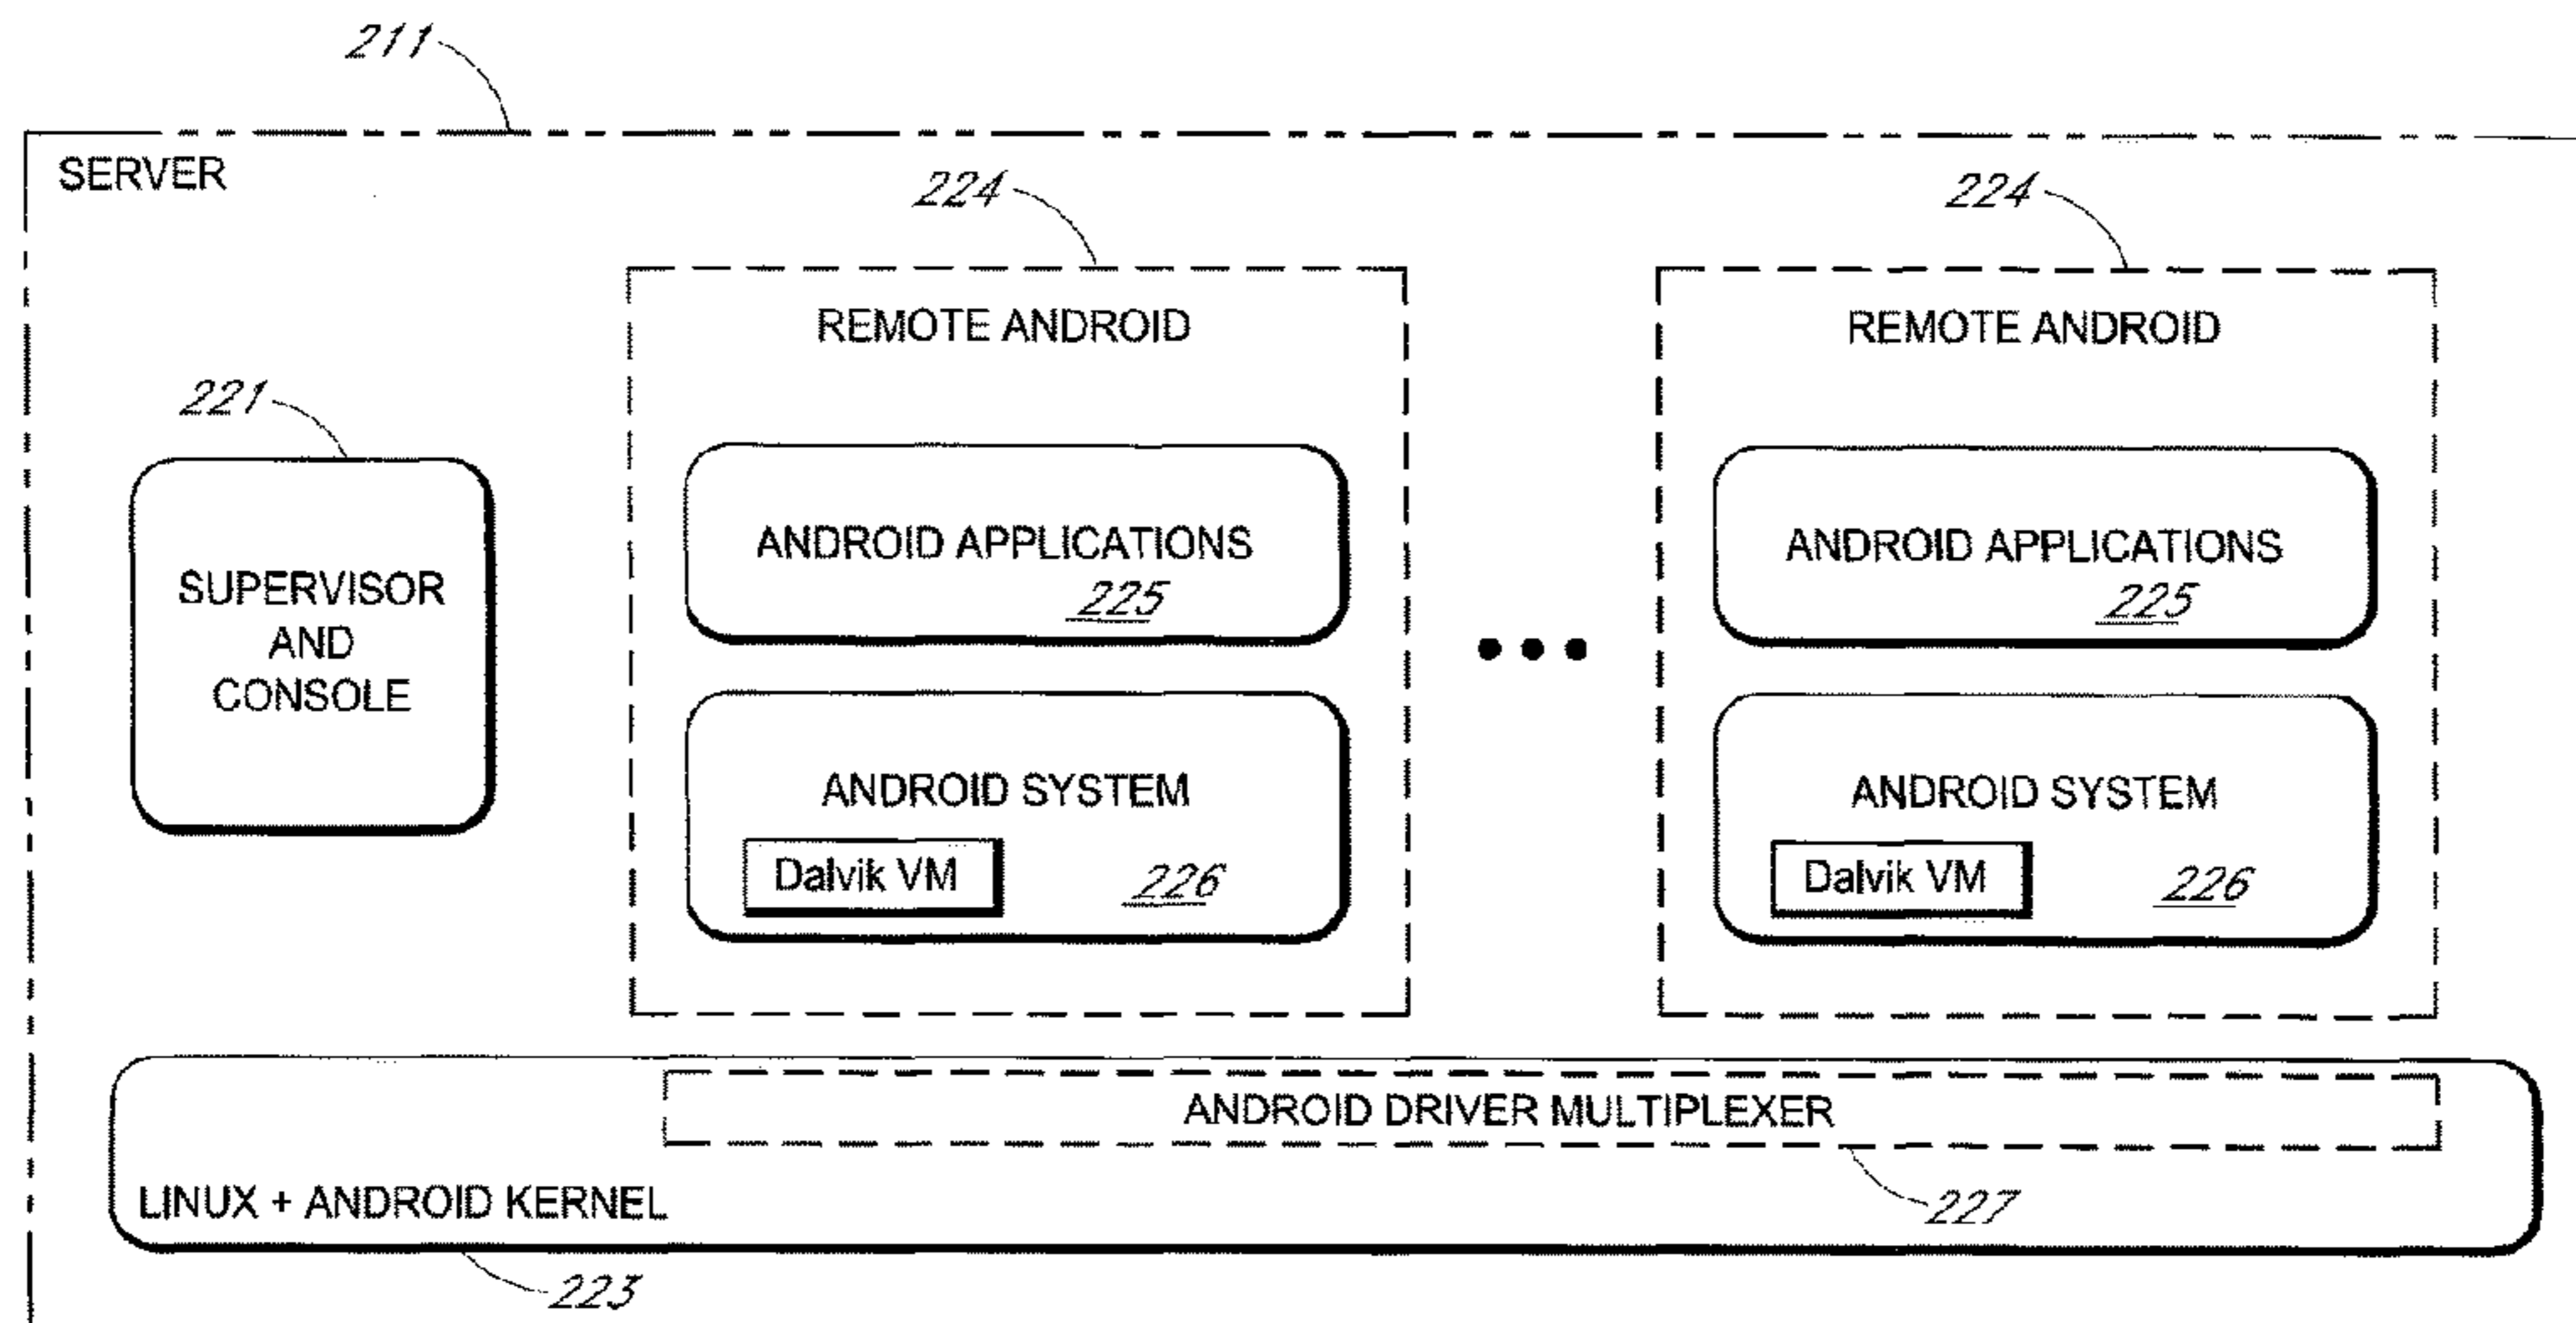 211
SERVER
224
224
REMOTE ANDROID
REMOTE ANDROID
221
SUPERVISOR
AND
CONSOLE
ANDROID APPLICATIONS
225
ANDROID APPLICATIONS
225
ANDROID SYSTEM
Dalvik VM
226
ANDROID SYSTEM
Dalvik VM
226
ANDROID DRIVER MULTIPLEXER
LINUX + ANDROID KERNEL
227
223